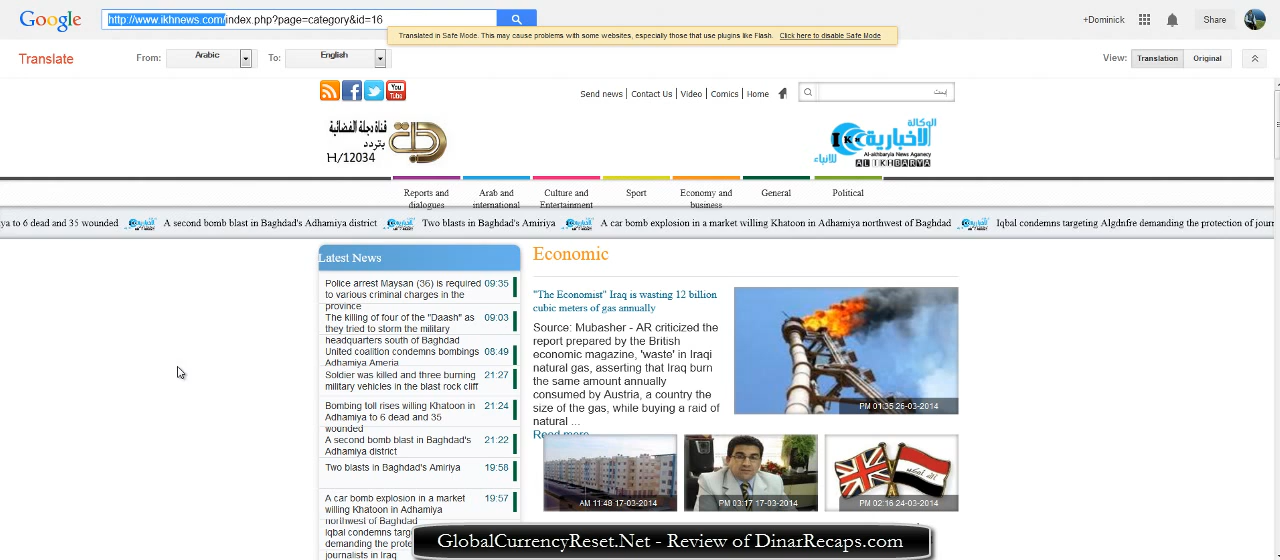 Google
http://www.ikhnews.com/index.php?page=category&id=16
+Dominick
Share
Translated in Safe Mode. This may cause problems with some websites, especially those that use plugins like Flash. Click here to disable Safe Mode
Translate
From:
Arabic
To:
English
View:
Translation
Original
You
Tube
Send news
Contact Us
Video
Comics
Home
قناة دجلة الفضائية
بتردد
H/12034
الوكالة
الاخبارية
للانباء
Al-akhbaryia News Agancey
AL IKHBARYA
Reports and
dialogues
Arab and
international
Culture and
Entertainment
Sport
Economy and
business
General
Political
ya to 6 dead and 35 wounded
A second bomb blast in Baghdad's Adhamiya district
Two blasts in Baghdad's Amiriya
A car bomb explosion in a market willing Khatoon in Adhamiya northwest of Baghdad
Iqbal condemns targeting Algdnfre demanding the protection of jour
Latest News
Police arrest Maysan (36) is required
to various criminal charges in the
province
09:35
The killing of four of the "Daash" as
they tried to storm the military
headquarters south of Baghdad
09:03
United coalition condemns bombings
Adhamiya Ameria
08:49
Soldier was killed and three burning
military vehicles in the blast rock cliff
21:27
Bombing toll rises willing Khatoon in
Adhamiya to 6 dead and 35
wounded
21:24
A second bomb blast in Baghdad's
Adhamiya district
21:22
Two blasts in Baghdad's Amiriya
19:58
A car bomb explosion in a market
willing Khatoon in Adhamiya
northwest of Baghdad
19:57
Iqbal condemns targ
demanding the prote
journalists in Iraq
Economic
"The Economist" Iraq is wasting 12 billion
cubic meters of gas annually
Source: Mubasher - AR criticized the
report prepared by the British
economic magazine, 'waste' in Iraqi
natural gas, asserting that Iraq burn
the same amount annually
consumed by Austria, a country the
size of the gas, while buying a raid of
natural ...
Read more
PM 01:35 26-03-2014
AM 11:48 17-03-2014
PM 03:17 17-03-2014
PM 02:16 24-03-2014
GlobalCurrencyReset.Net - Review of DinarRecaps.com